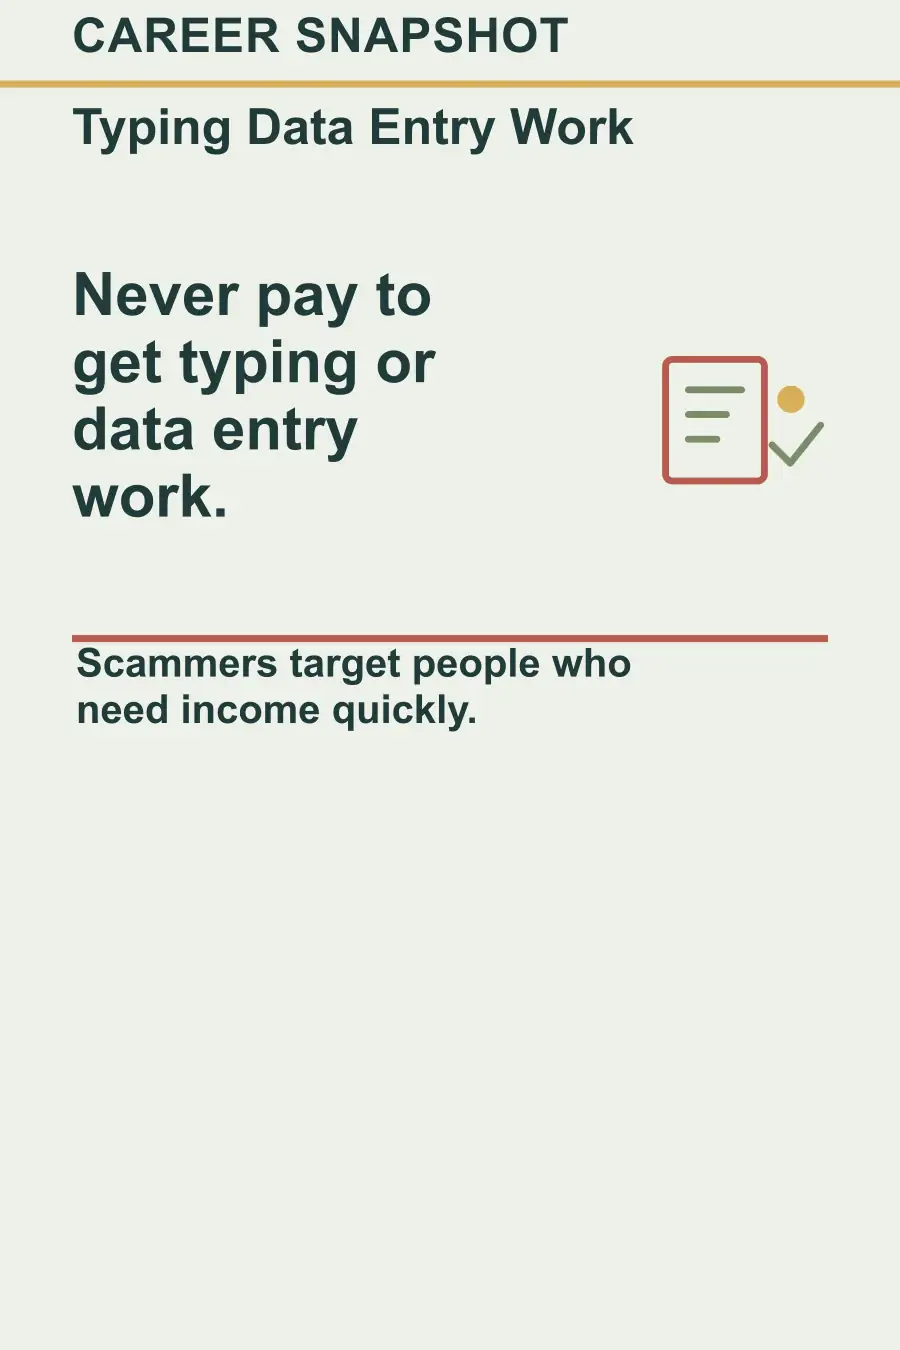 CAREER SNAPSHOT
Typing Data Entry Work
Never pay to
get typing or
data entry
work.
Scammers target people who
need income quickly.